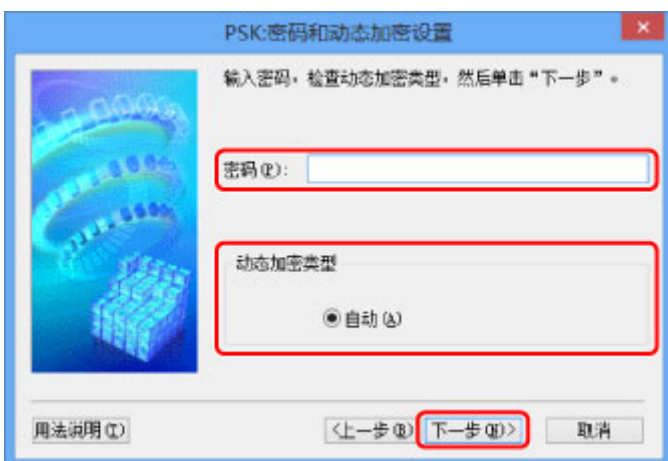 PSK:密码和动态加密设置
输入密码，检查动态加密类型，然后单击“下一步”。
密码(P):
动态加密类型
自动(A)
用法说明(I)
<上一步(B)
下一步(N)>
取消